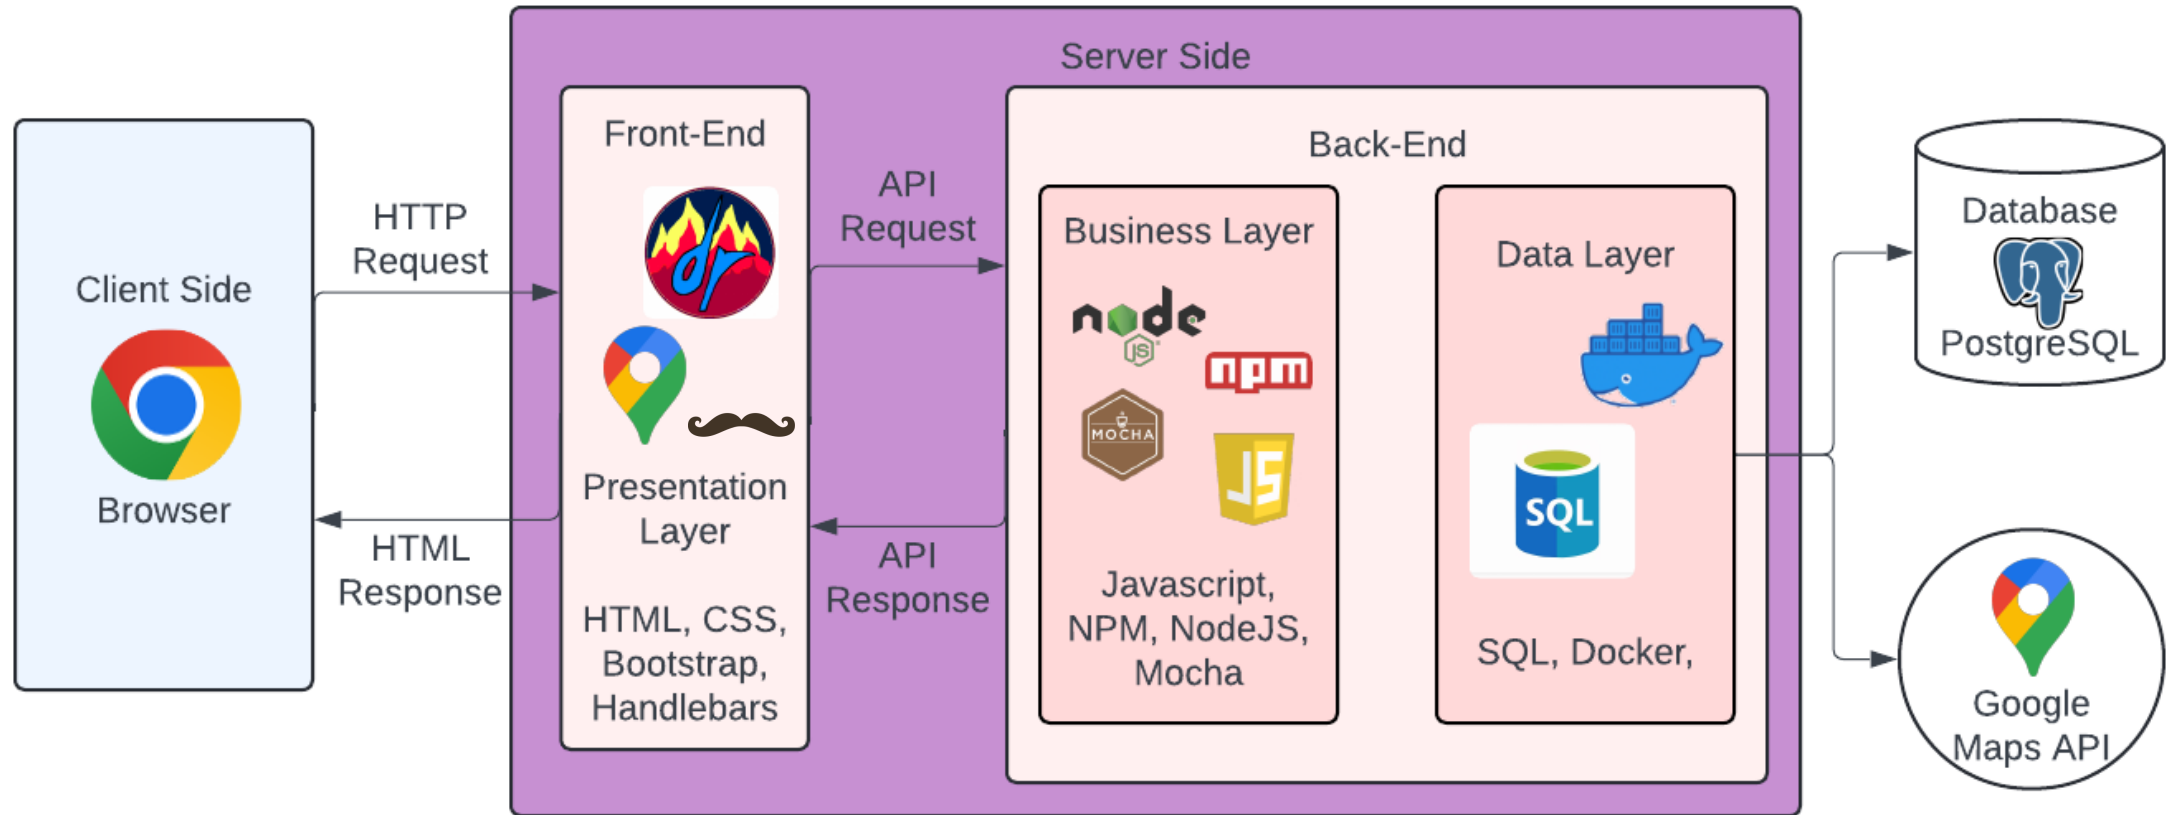 Server Side
Client Side
Browser
HTTP
Request
HTML
Response
Front-End
dr
Presentation
Layer
HTML, CSS,
Bootstrap,
Handlebars
API
Request
API
Response
Back-End
Business Layer
node
JS
npm
MOCHA
JS
Javascript,
NPM, NodeJS,
Mocha
Data Layer
SQL
SQL, Docker,
Database
PostgreSQL
Google
Maps API